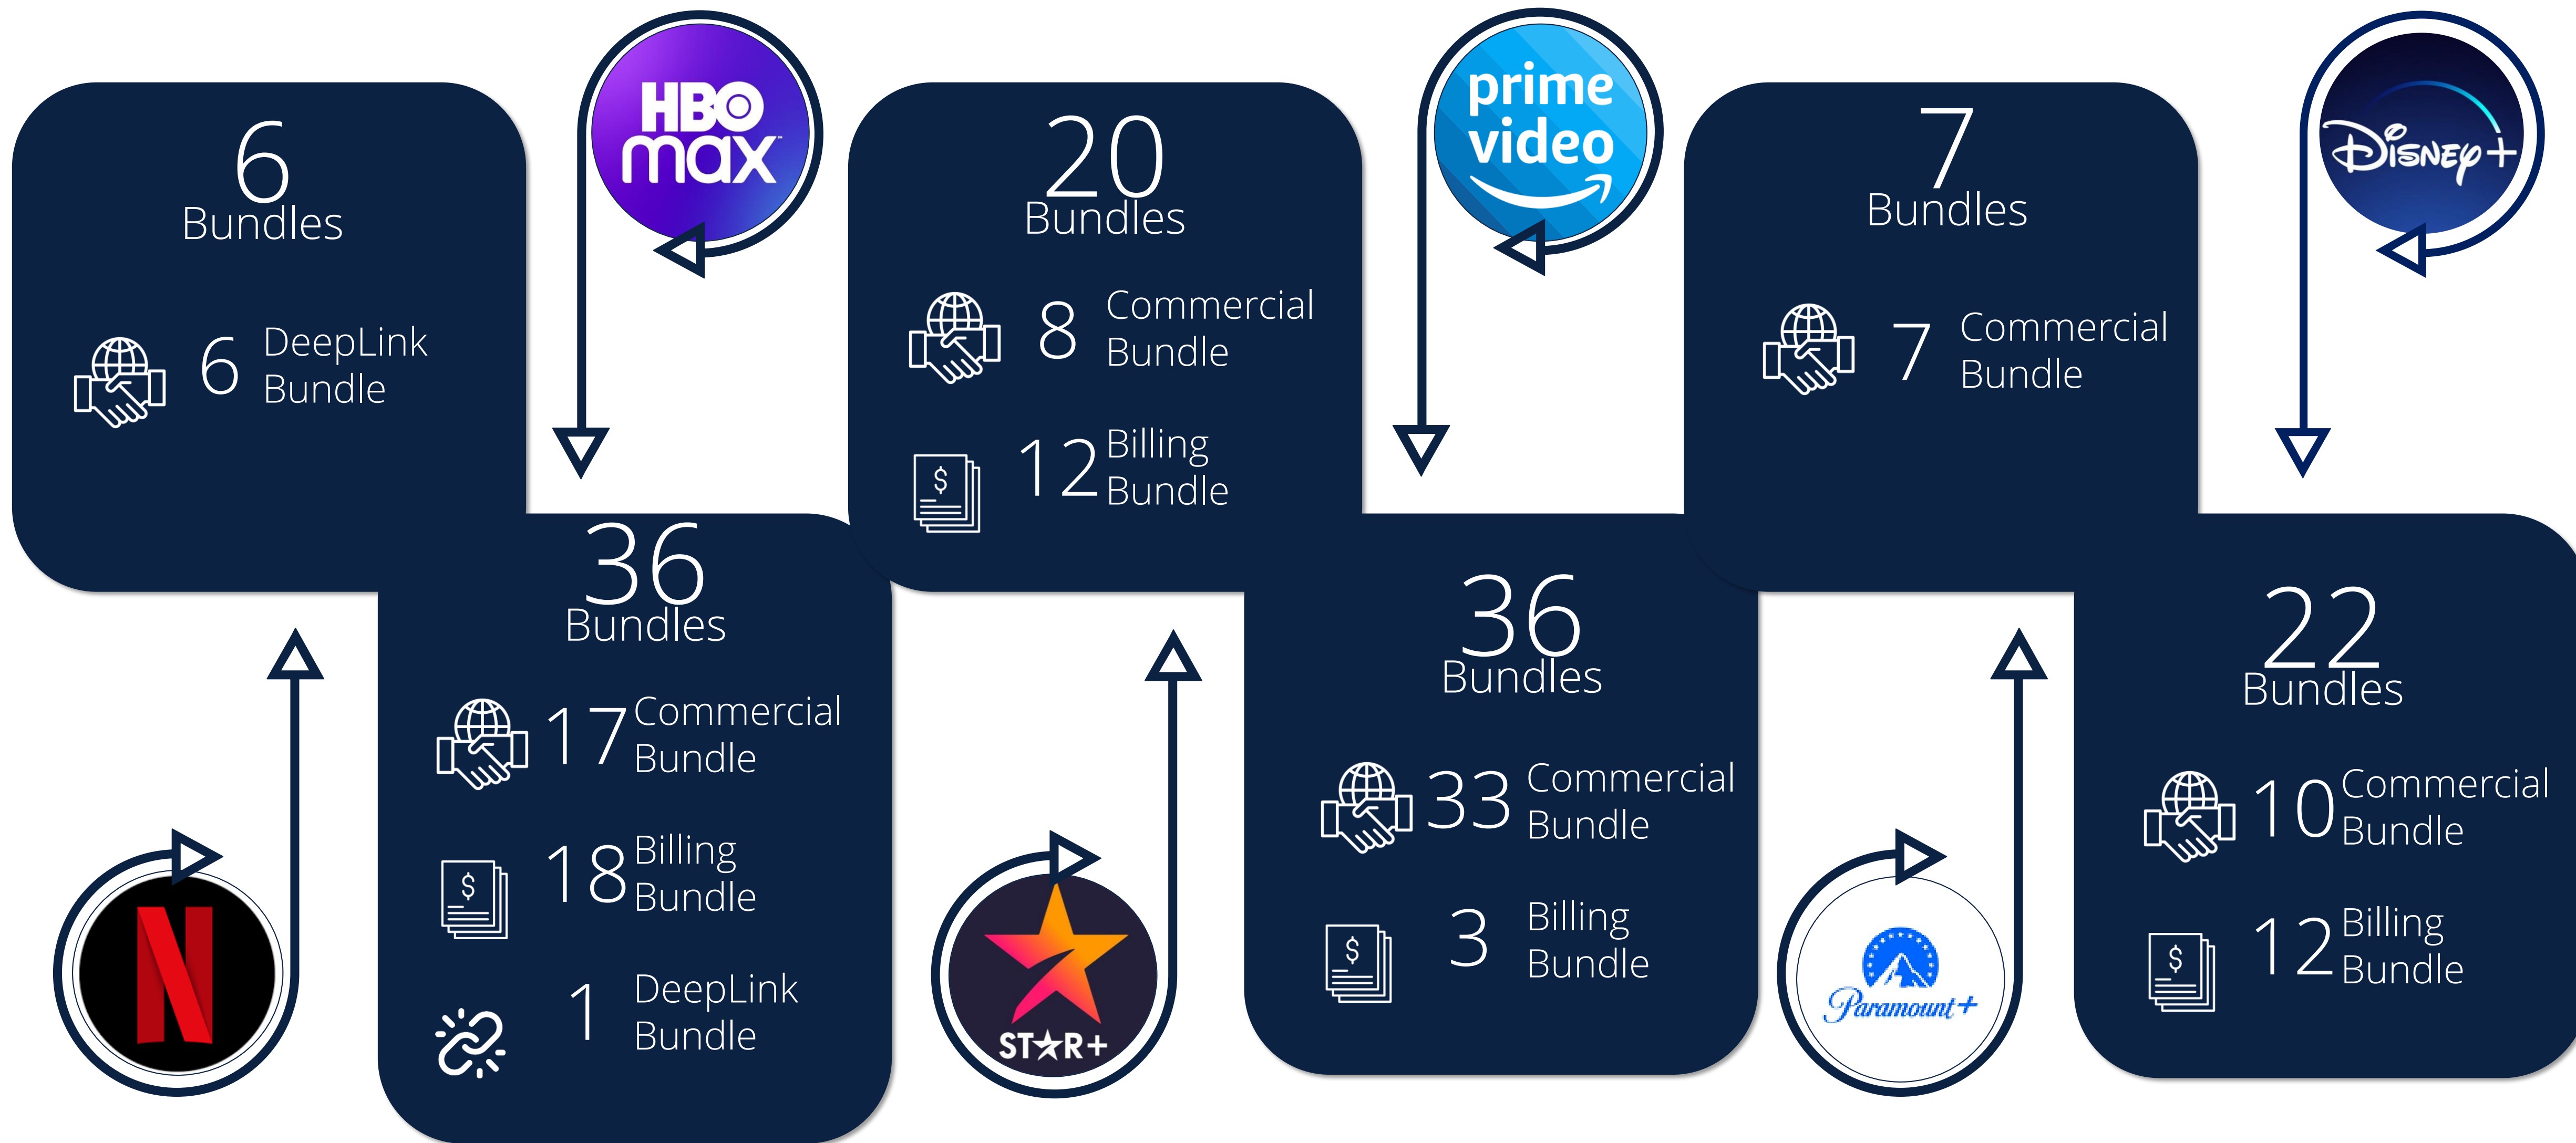 6
Bundles
6 DeepLink
Bundle
HBO
max
36
Bundles
17 Commercial
Bundle
$
18 Billing
Bundle
1 DeepLink
Bundle
N
20
Bundles
8 Commercial
Bundle
$
12 Billing
Bundle
STAR+
prime
video
36
Bundles
33 Commercial
Bundle
$
3 Billing
Bundle
7
Bundles
7 Commercial
Bundle
Paramount+
Disney+
22
Bundles
10 Commercial
Bundle
$
12 Billing
Bundle